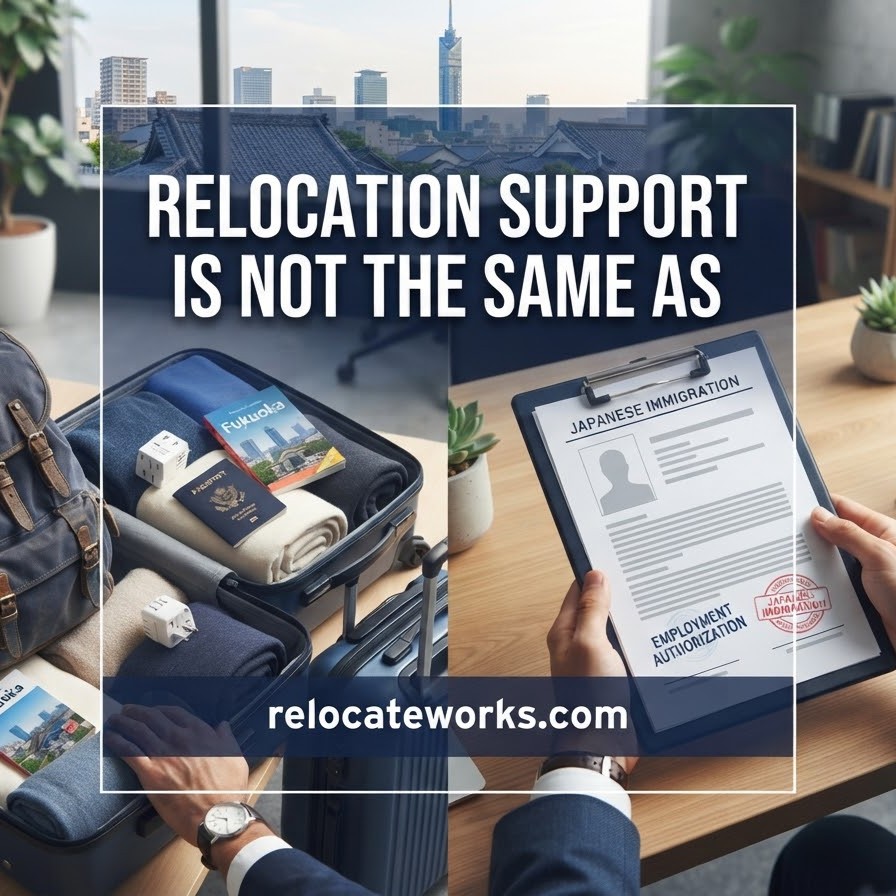 RELOCATION SUPPORT
IS NOT THE SAME AS
Fukuoka
JAPANESE IMMIGRATION
EMPLOYMENT
AUTHORIZATION
relocateworks.com